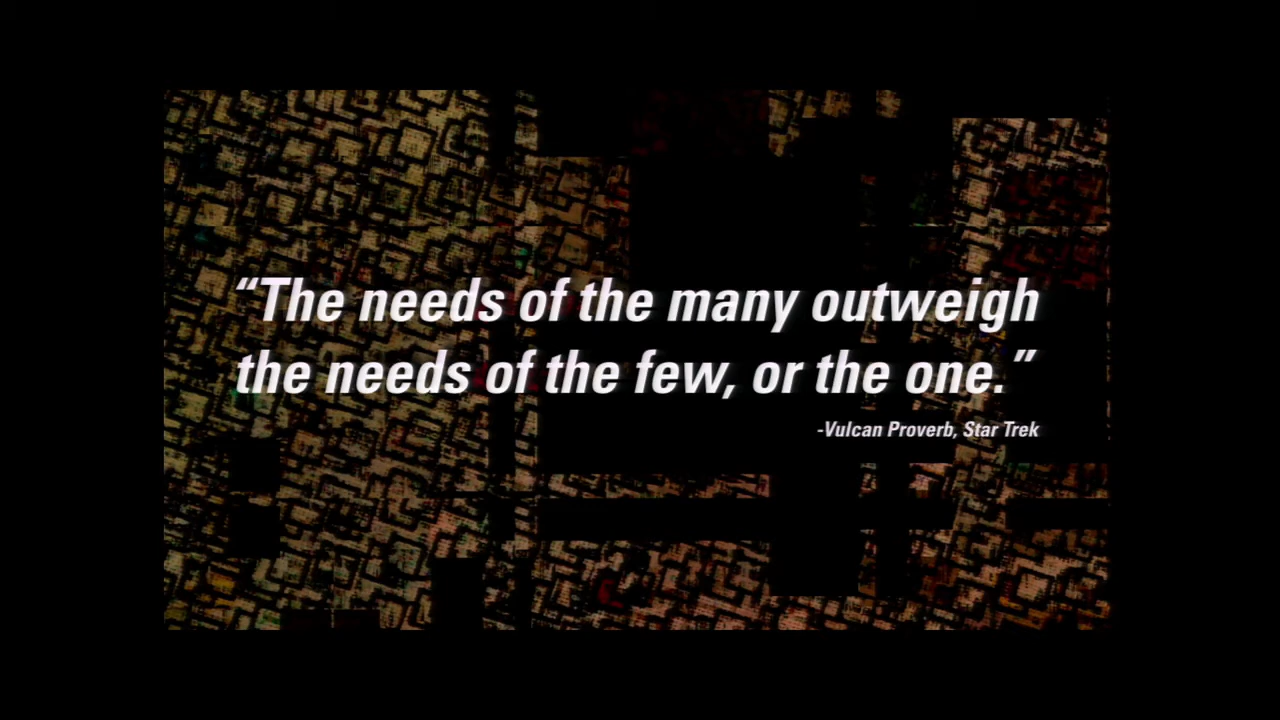 “The needs of the many outweigh
the needs of the few, or the one.”
-Vulcan Proverb, Star Trek